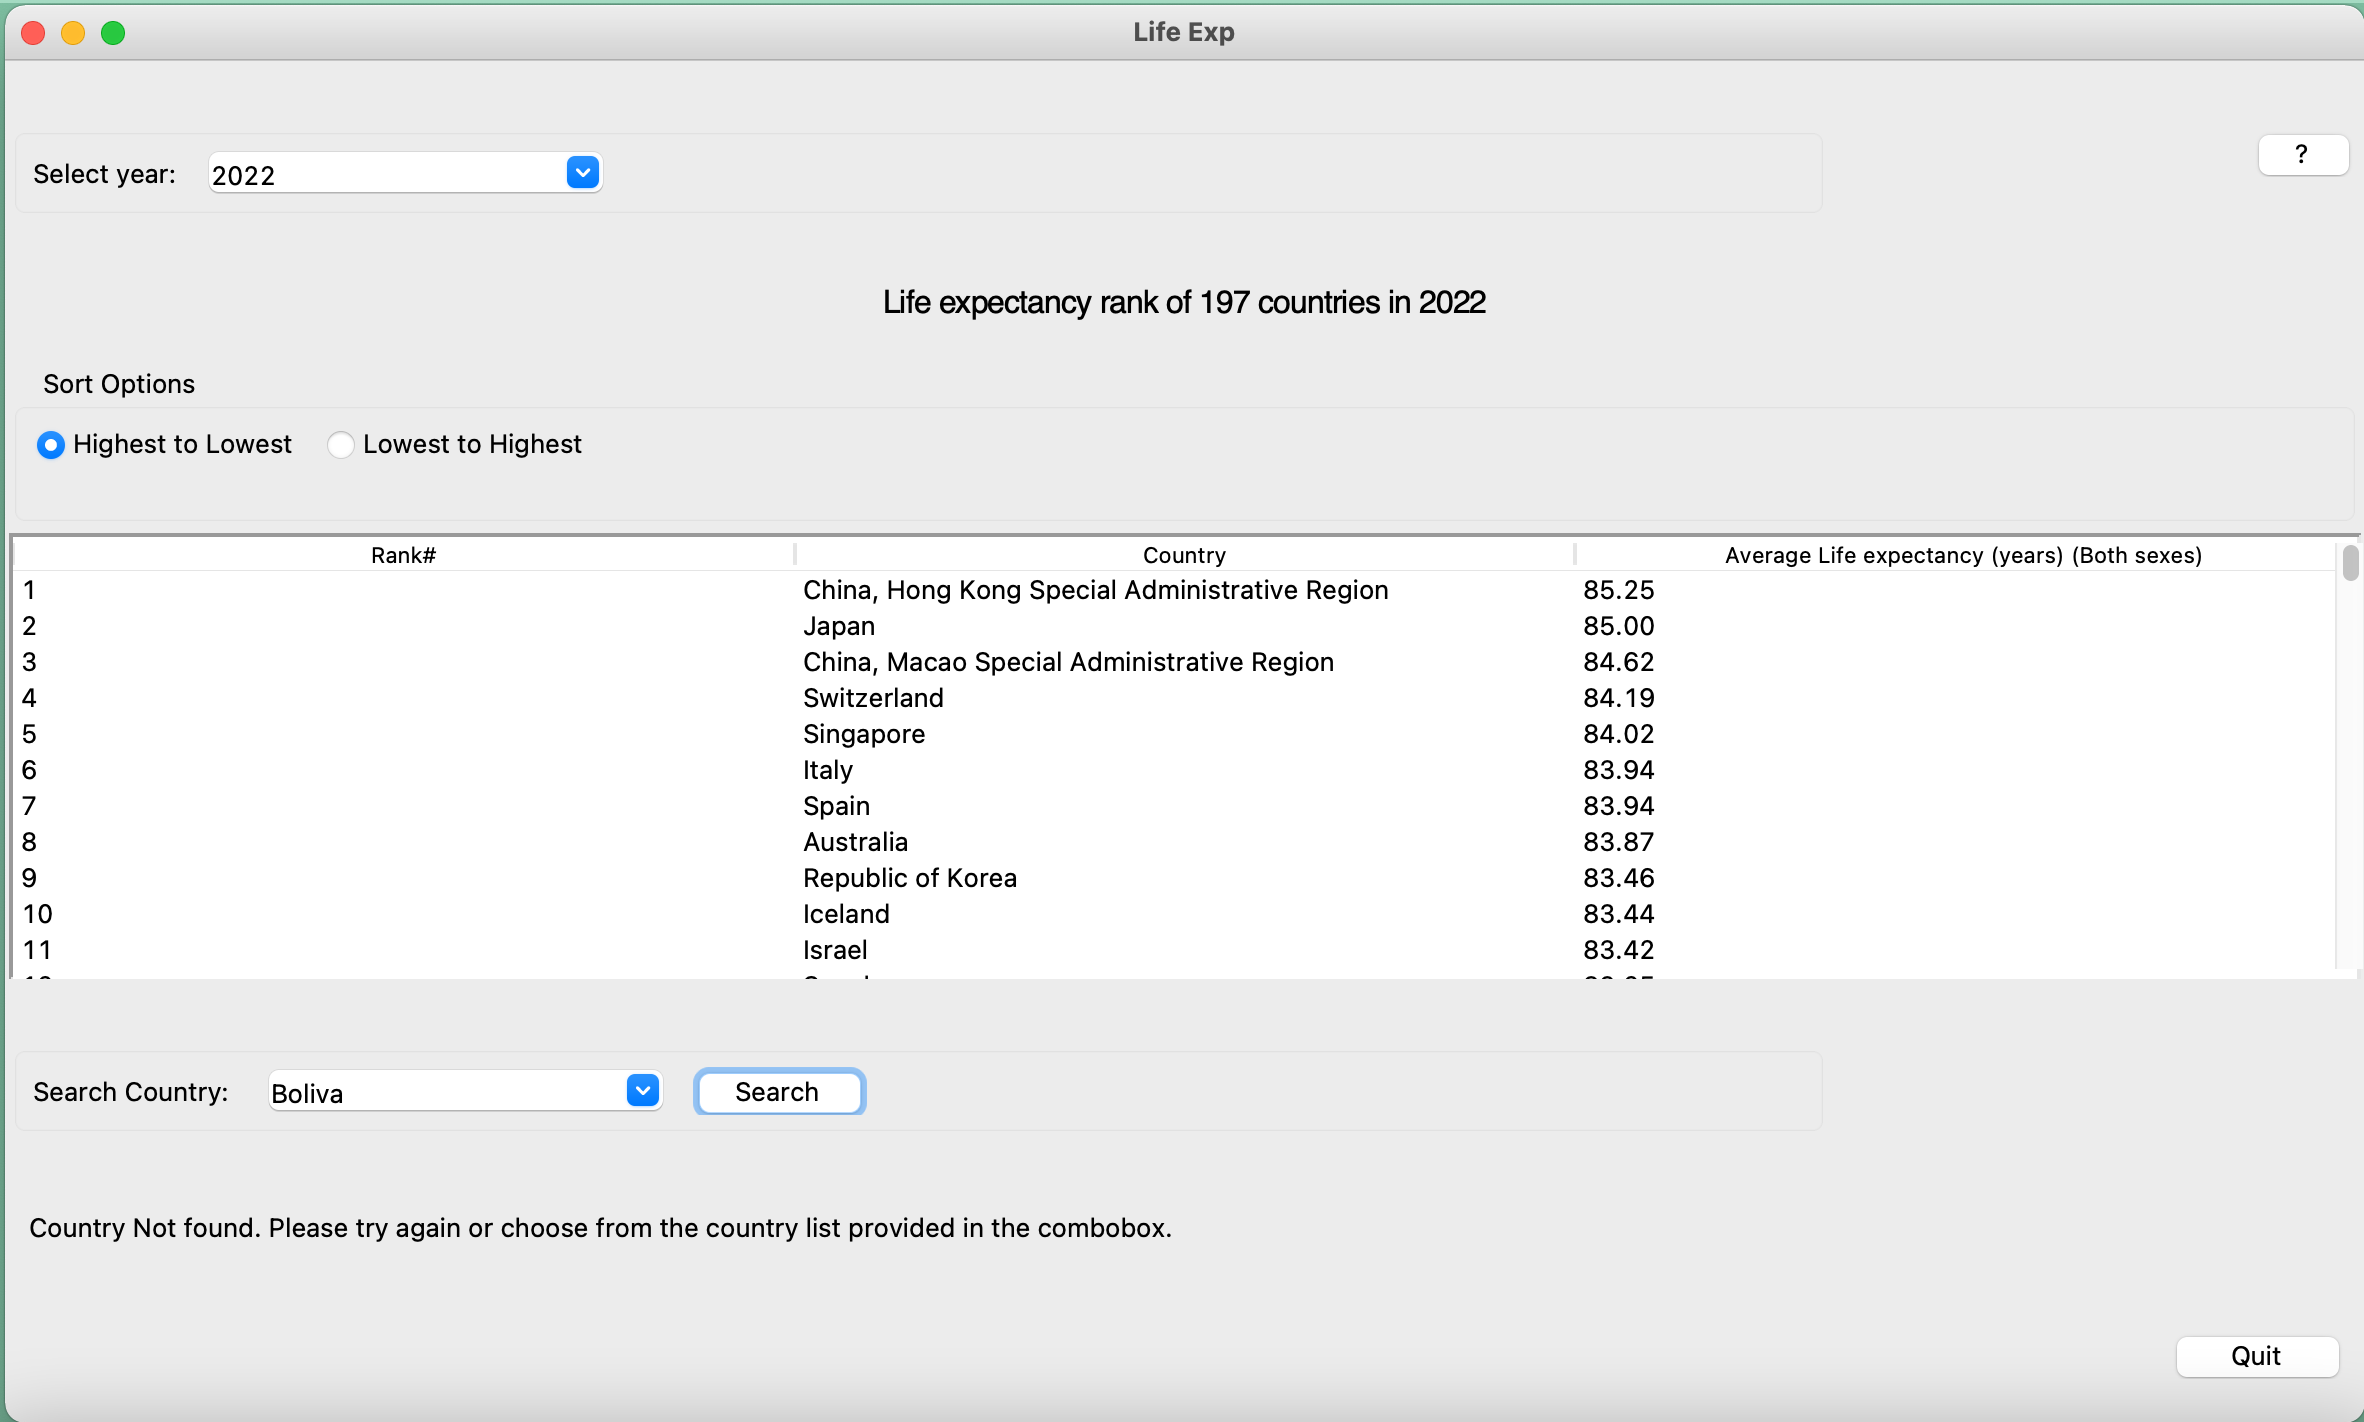 Life Exp
Select year: 2022 ?
Life expectancy rank of 197 countries in 2022
Sort Options
Highest to Lowest Lowest to Highest
Rank# Country Average Life expectancy (years) (Both sexes)
1 China, Hong Kong Special Administrative Region 85.25
2 Japan 85.00
3 China, Macao Special Administrative Region 84.62
4 Switzerland 84.19
5 Singapore 84.02
6 Italy 83.94
7 Spain 83.94
8 Australia 83.87
9 Republic of Korea 83.46
10 Iceland 83.44
11 Israel 83.42
Search Country: Boliva Search
Country Not found. Please try again or choose from the country list provided in the combobox.
Quit